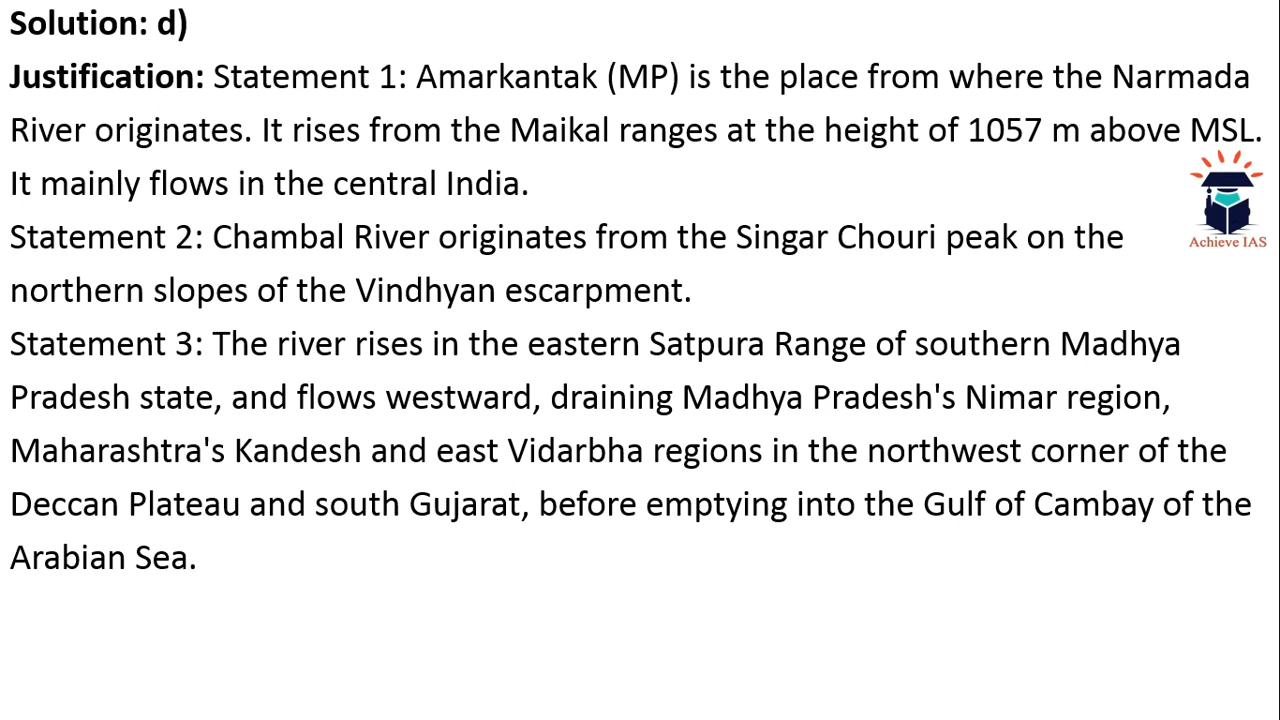 Solution: d)
Justification: Statement 1: Amarkantak (MP) is the place from where the Narmada
River originates. It rises from the Maikal ranges at the height of 1057 m above MSL.
It mainly flows in the central India.
Statement 2: Chambal River originates from the Singar Chouri peak on the
northern slopes of the Vindhyan escarpment.
Statement 3: The river rises in the eastern Satpura Range of southern Madhya
Pradesh state, and flows westward, draining Madhya Pradesh's Nimar region,
Maharashtra's Kandesh and east Vidarbha regions in the northwest corner of the
Deccan Plateau and south Gujarat, before emptying into the Gulf of Cambay of the
Arabian Sea.
Achieve IAS